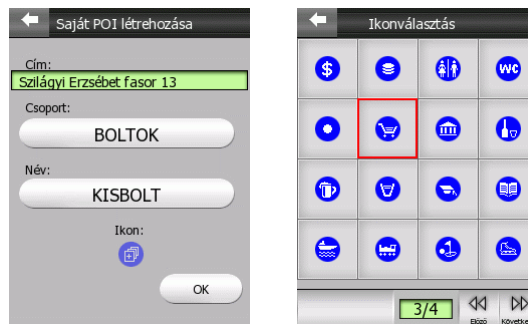 Saját POI létrehozása
Cím:
Szilágyi Erzsébet fasor 13
Csoport:
BOLTOK
Név:
KISBOLT
Ikon:
OK
Ikonválasztás
$
WC
3/4
Előző
Követke